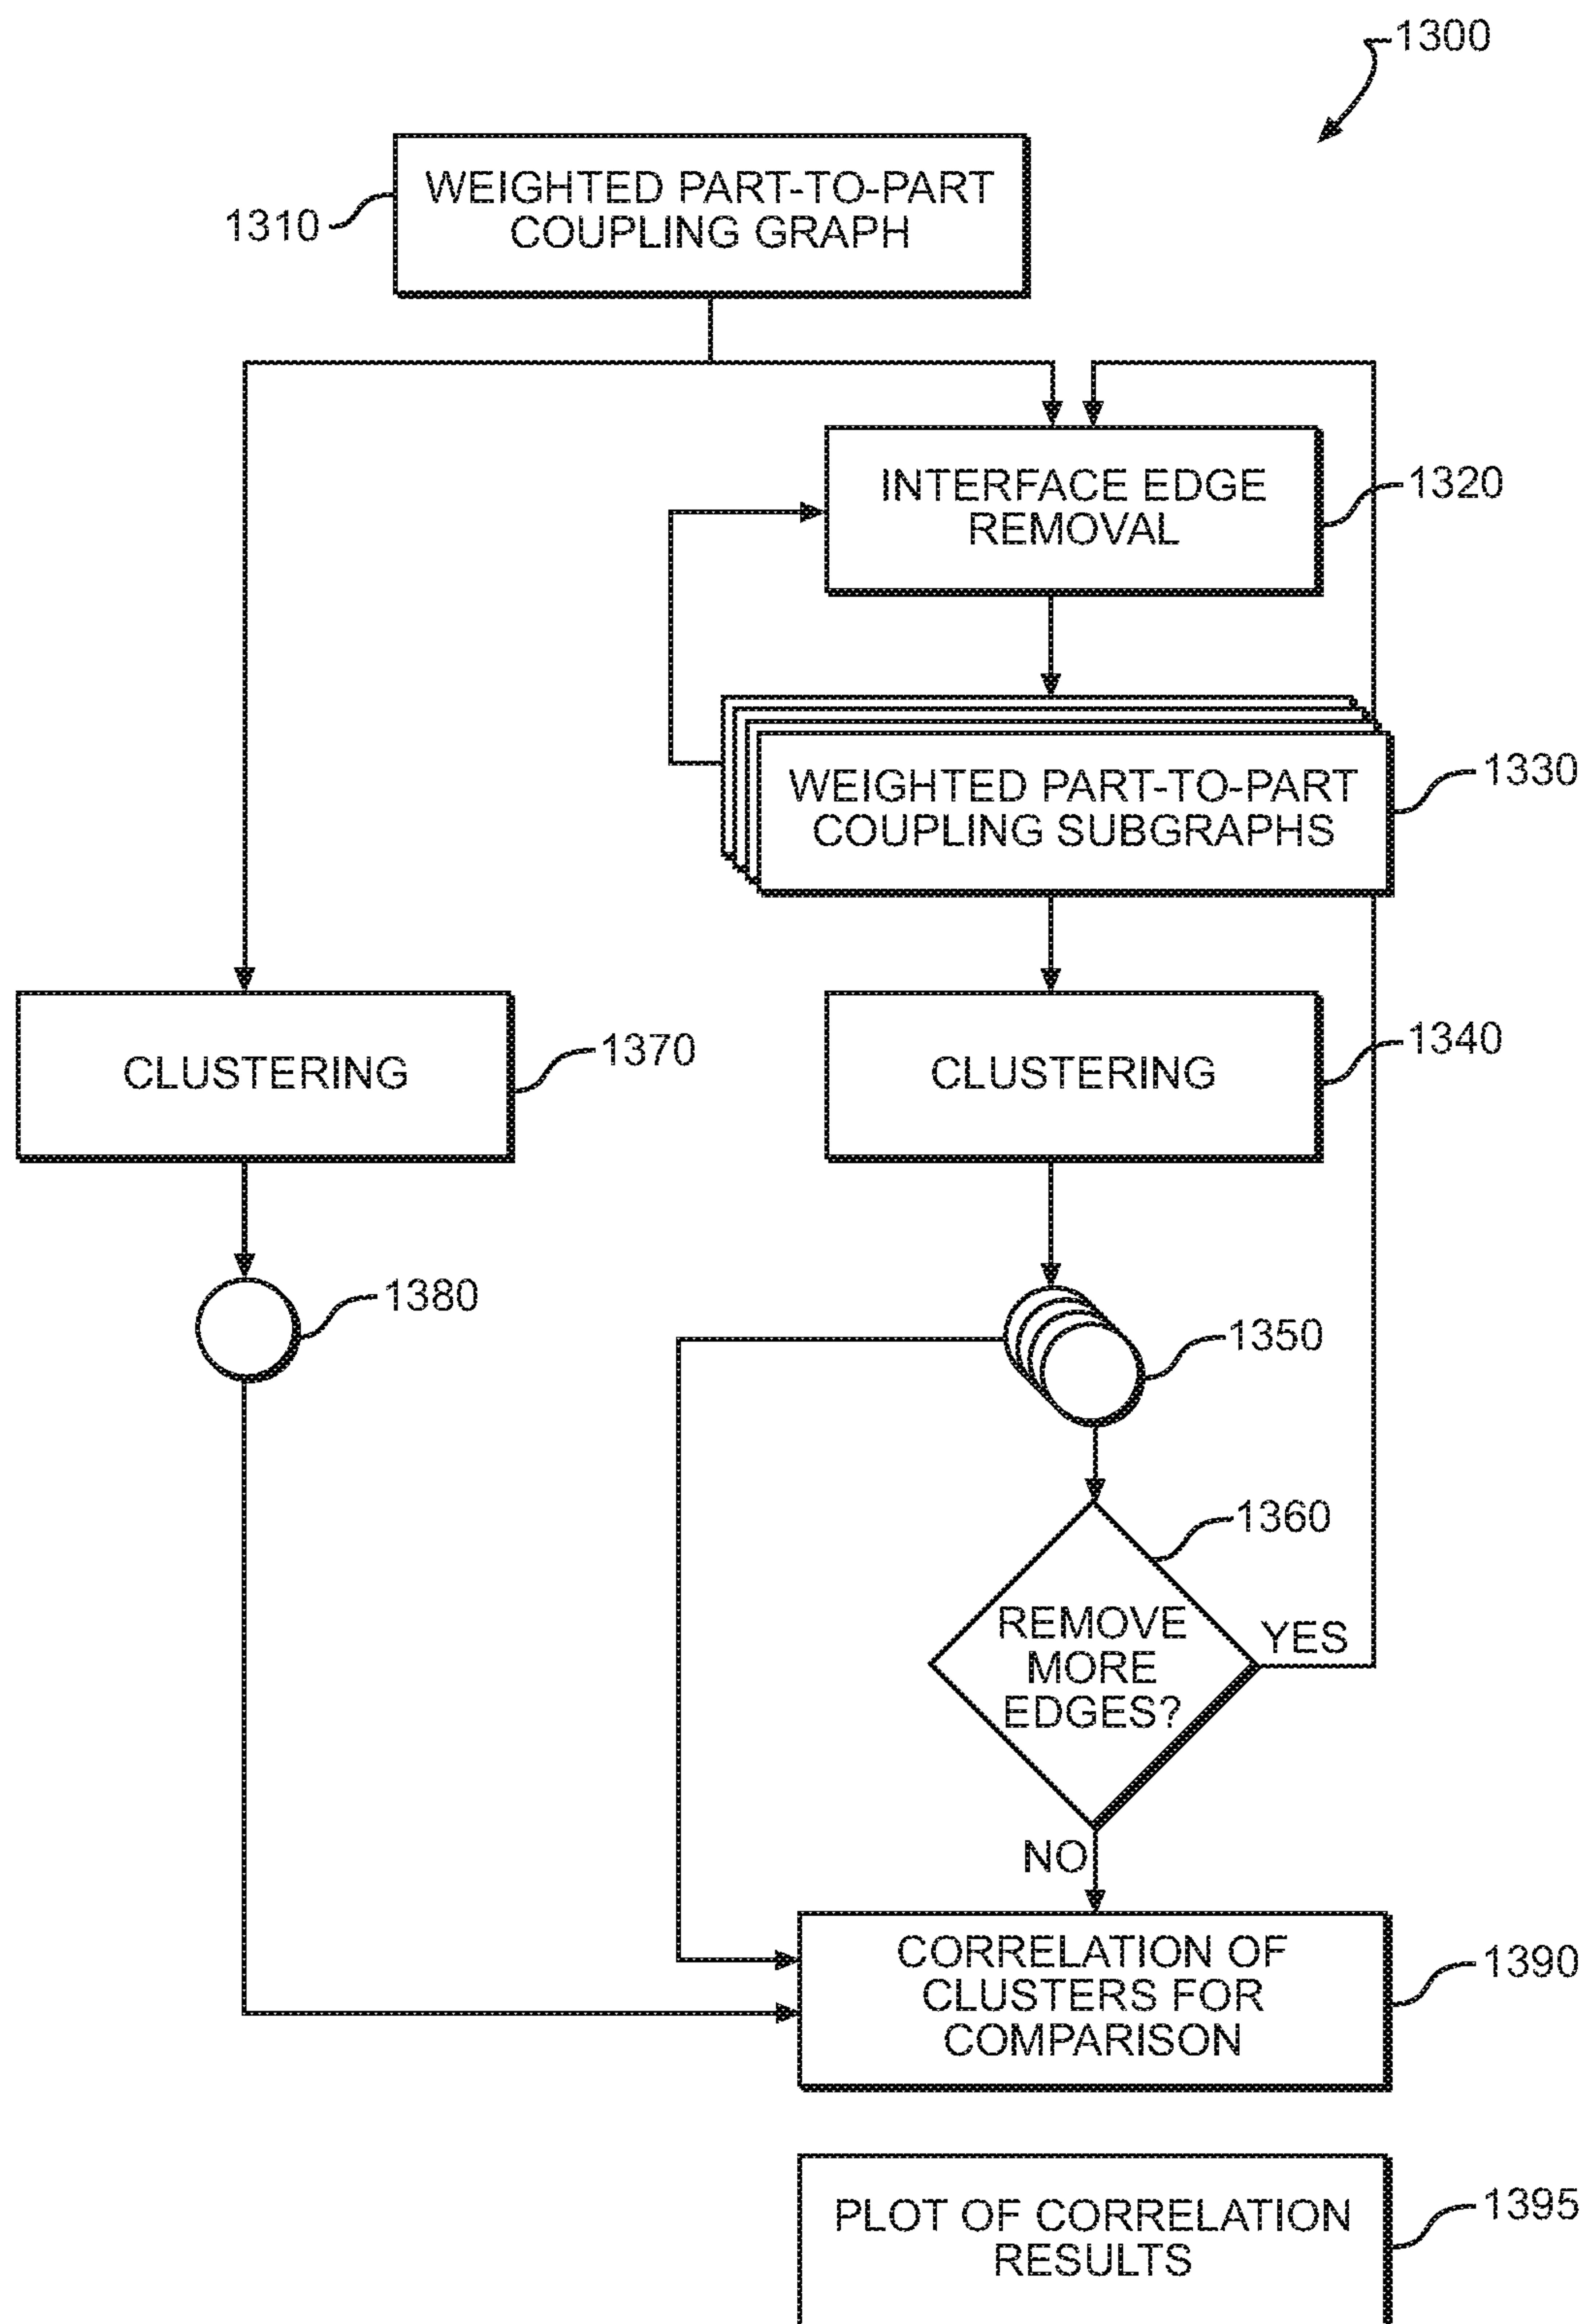 1300
WEIGHTED PART-TO-PART
COUPLING GRAPH
1310
INTERFACE EDGE
REMOVAL
1320
WEIGHTED PART-TO-PART
COUPLING SUBGRAPHS
1330
CLUSTERING
1370
CLUSTERING
1340
1380
1350
1360
REMOVE
MORE
EDGES?
YES
NO
CORRELATION OF
CLUSTERS FOR
COMPARISON
1390
PLOT OF CORRELATION
RESULTS
1395